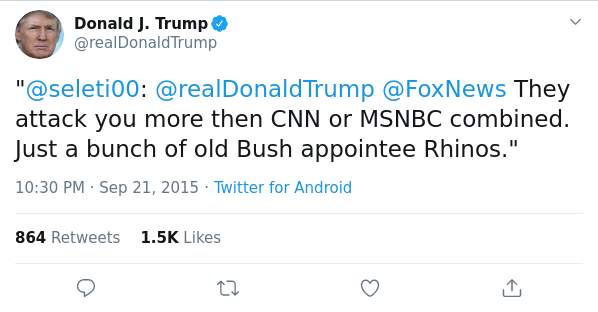 Donald J. Trump
@realDonaldTrump
"@seleti00: @realDonaldTrump @FoxNews They
attack you more then CNN or MSNBC combined.
Just a bunch of old Bush appointee Rhinos."
10:30 PM · Sep 21, 2015 · Twitter for Android
864 Retweets 1.5K Likes